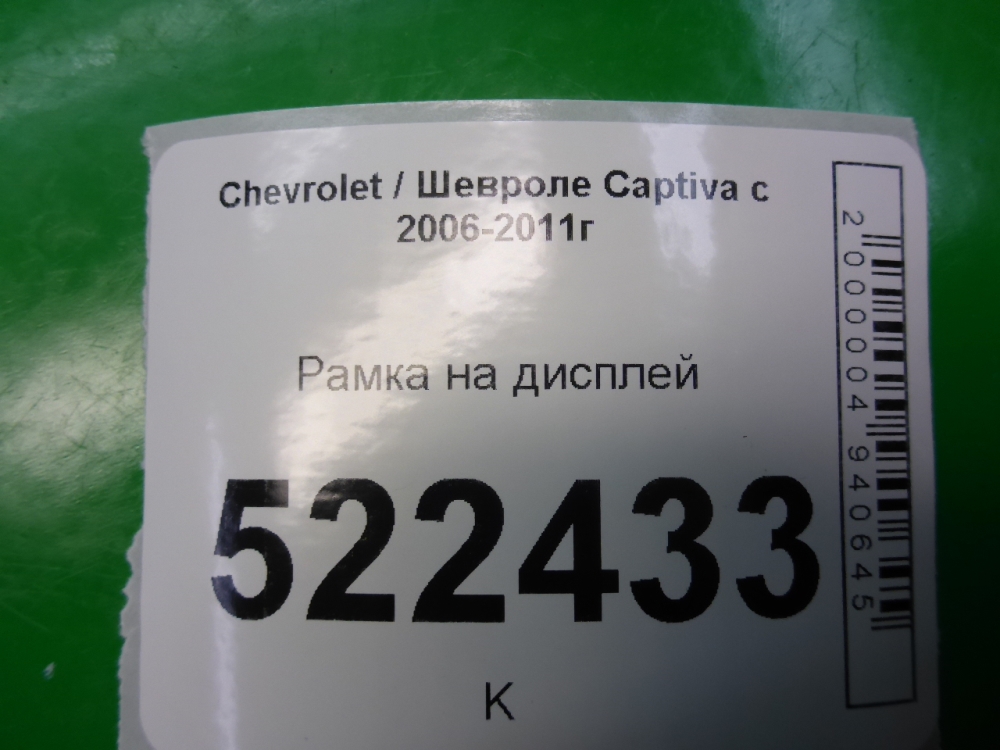 Chevrolet / Шевроле Captiva с
2006-2011г
Рамка на дисплей
522433
К
2000004940645